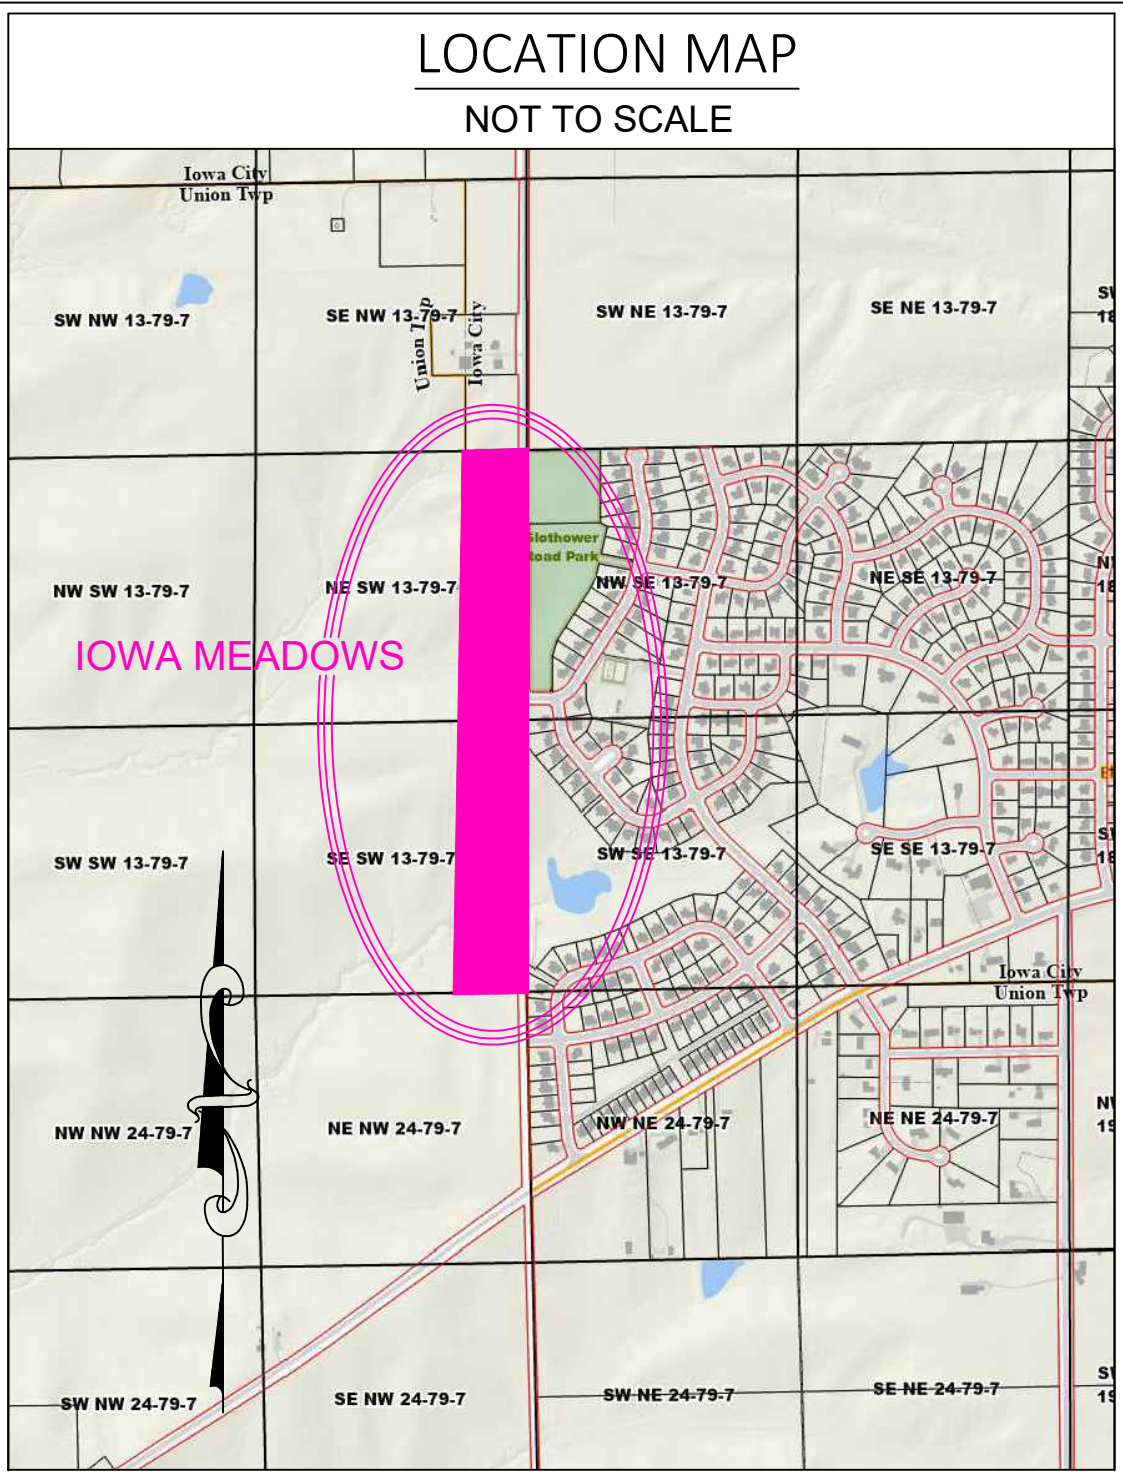 LOCATION MAP
NOT TO SCALE
Iowa City
Union Twp
SW NW 13-79-7
SE NW 13-79-7
SW NE 13-79-7
SE NE 13-79-7
SW
18
Union Twp
Iowa City
Slothower
Road Park
NW SW 13-79-7
NE SW 13-79-7
NW SE 13-79-7
NE SE 13-79-7
18
IOWA MEADOWS
SW SW 13-79-7
SE SW 13-79-7
SW SE 13-79-7
SE SE 13-79-7
18
Iowa City
Union Twp
NW NW 24-79-7
NE NW 24-79-7
NW NE 24-79-7
NE NE 24-79-7
19
SW NW 24-79-7
SE NW 24-79-7
SW NE 24-79-7
SE NE 24-79-7
19